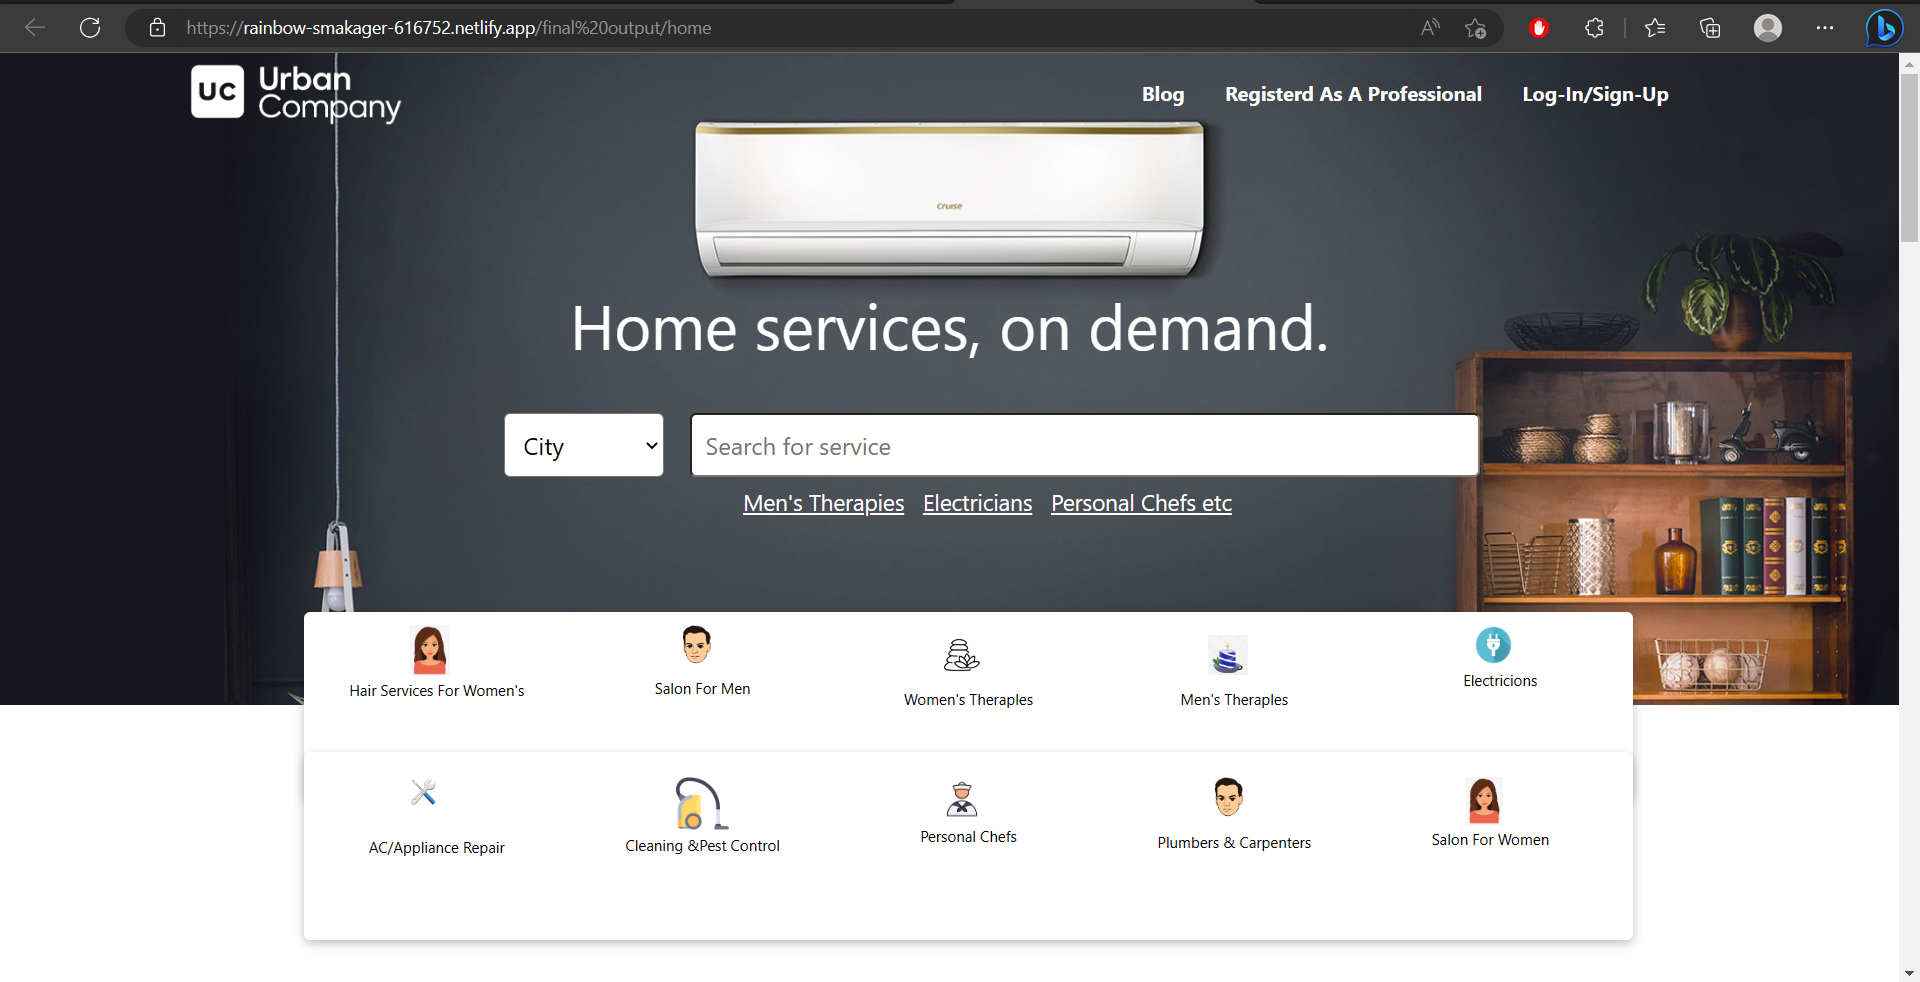 https://rainbow-smakager-616752.netlify.app/final%20output/home
UC Urban Company
Blog Registerd As A Professional Log-In/Sign-Up
Cruise
Home services, on demand.
City Search for service
Men's Therapies Electricians Personal Chefs etc
Hair Services For Women's Salon For Men Women's Theraples Men's Theraples Electricions
AC/Appliance Repair Cleaning &Pest Control Personal Chefs Plumbers & Carpenters Salon For Women